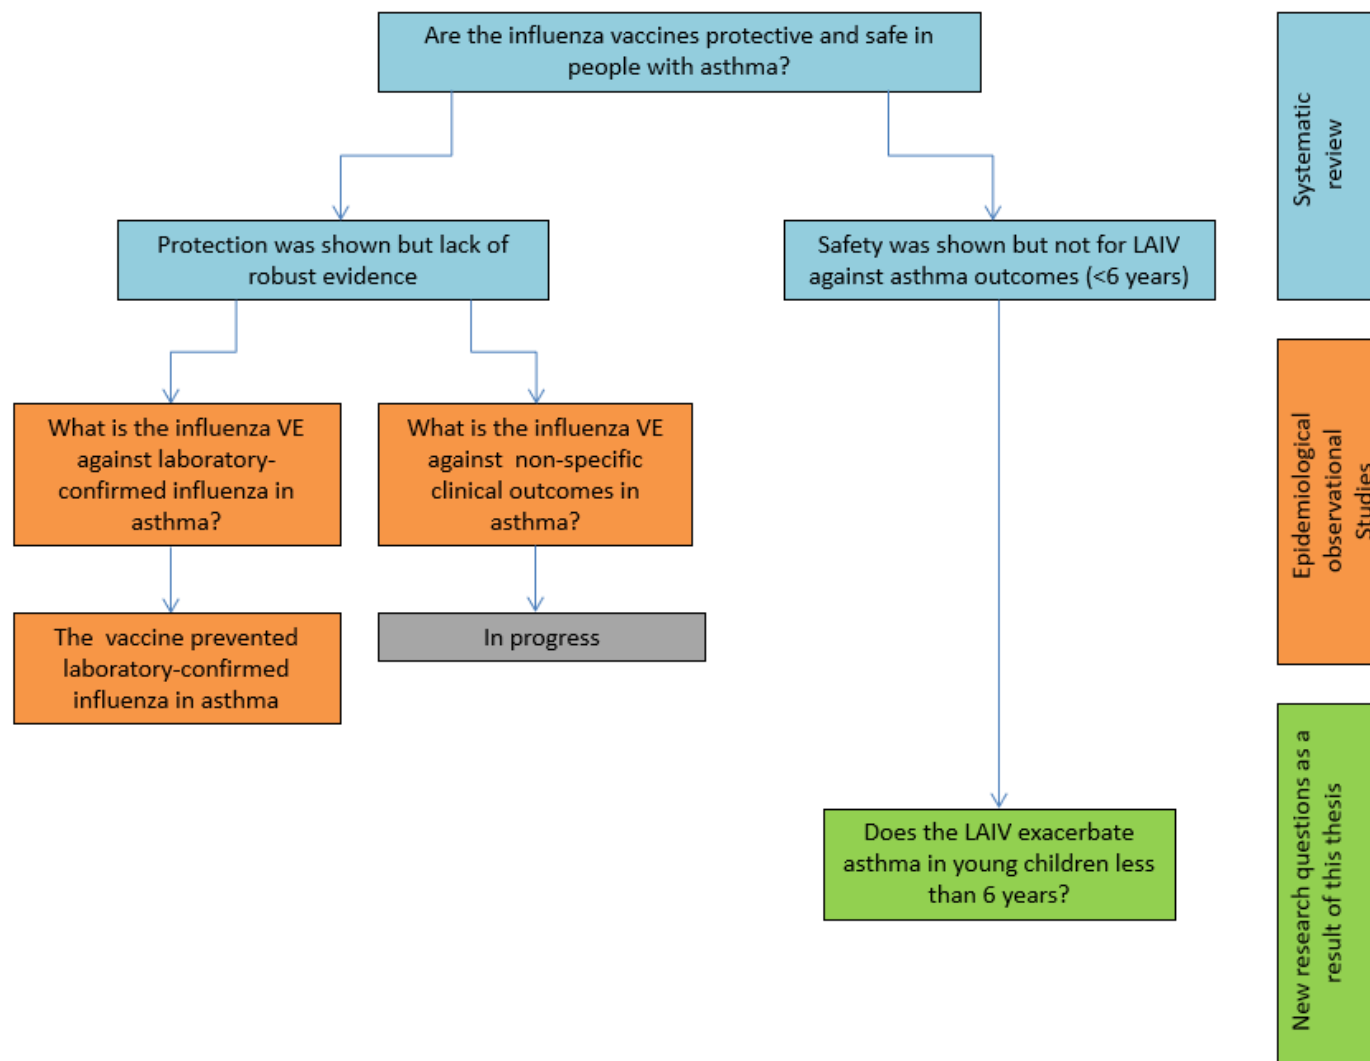 Are the influenza vaccines protective and safe in
people with asthma?
Protection was shown but lack of
robust evidence
Safety was shown but not for LAIV
against asthma outcomes (<6 years)
What is the influenza VE
against laboratory-
confirmed influenza in
asthma?
What is the influenza VE
against  non-specific
clinical outcomes in
asthma?
The  vaccine prevented
laboratory-confirmed
influenza in asthma
In progress
Does the LAIV exacerbate
asthma in young children less
than 6 years?
Systematic
review
Epidemiological
observational
Studies
New research questions as a
result of this thesis